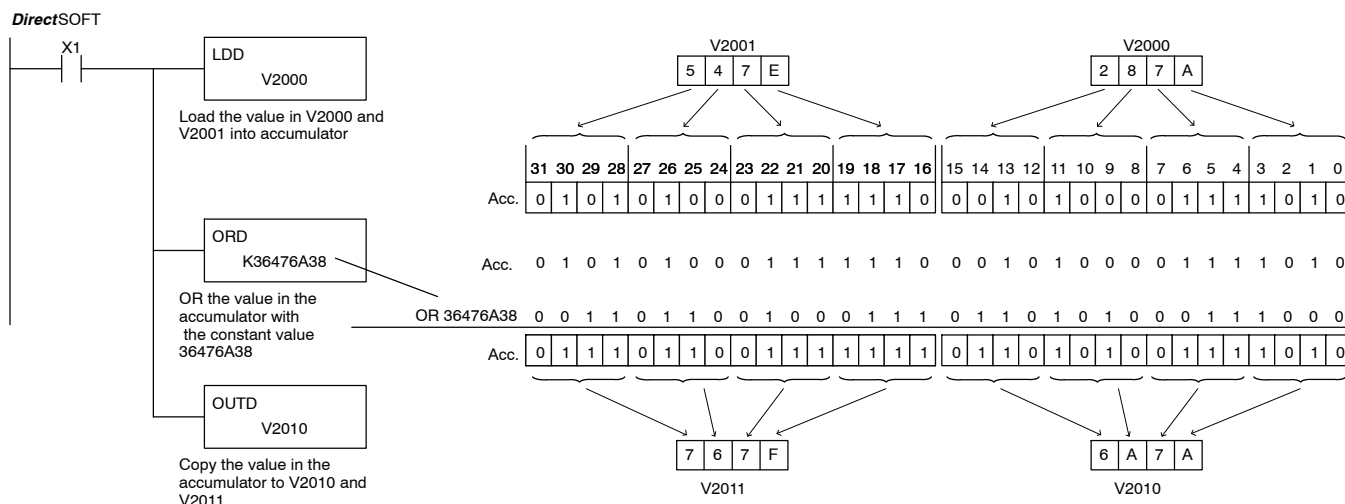 DirectSOFT
X1
LDD
V2000
Load the value in V2000 and
V2001 into accumulator
ORD
K36476A38
OR the value in the
accumulator with
the constant value
36476A38
OUTD
V2010
Copy the value in the
accumulator to V2010 and
V2011
V2001 V2000
5 4 7 E 2 8 7 A
31 30 29 28 27 26 25 24 23 22 21 20 19 18 17 16 15 14 13 12 11 10 9 8 7 6 5 4 3 2 1 0
Acc. 0 1 0 1 0 1 0 0 0 1 1 1 1 1 1 0 0 0 1 0 1 0 0 0 0 1 1 1 1 0 1 0
Acc. 0 1 0 1 0 1 0 0 0 1 1 1 1 1 1 0 0 0 1 0 1 0 0 0 0 1 1 1 1 0 1 0
OR 36476A38 0 0 1 1 0 1 1 0 0 1 0 0 0 1 1 1 0 1 1 0 1 0 1 0 0 0 1 1 1 0 0 0
Acc. 0 1 1 1 0 1 1 0 0 1 1 1 1 1 1 1 0 1 1 0 1 0 1 0 0 1 1 1 1 0 1 0
7 6 7 F 6 A 7 A
V2011 V2010